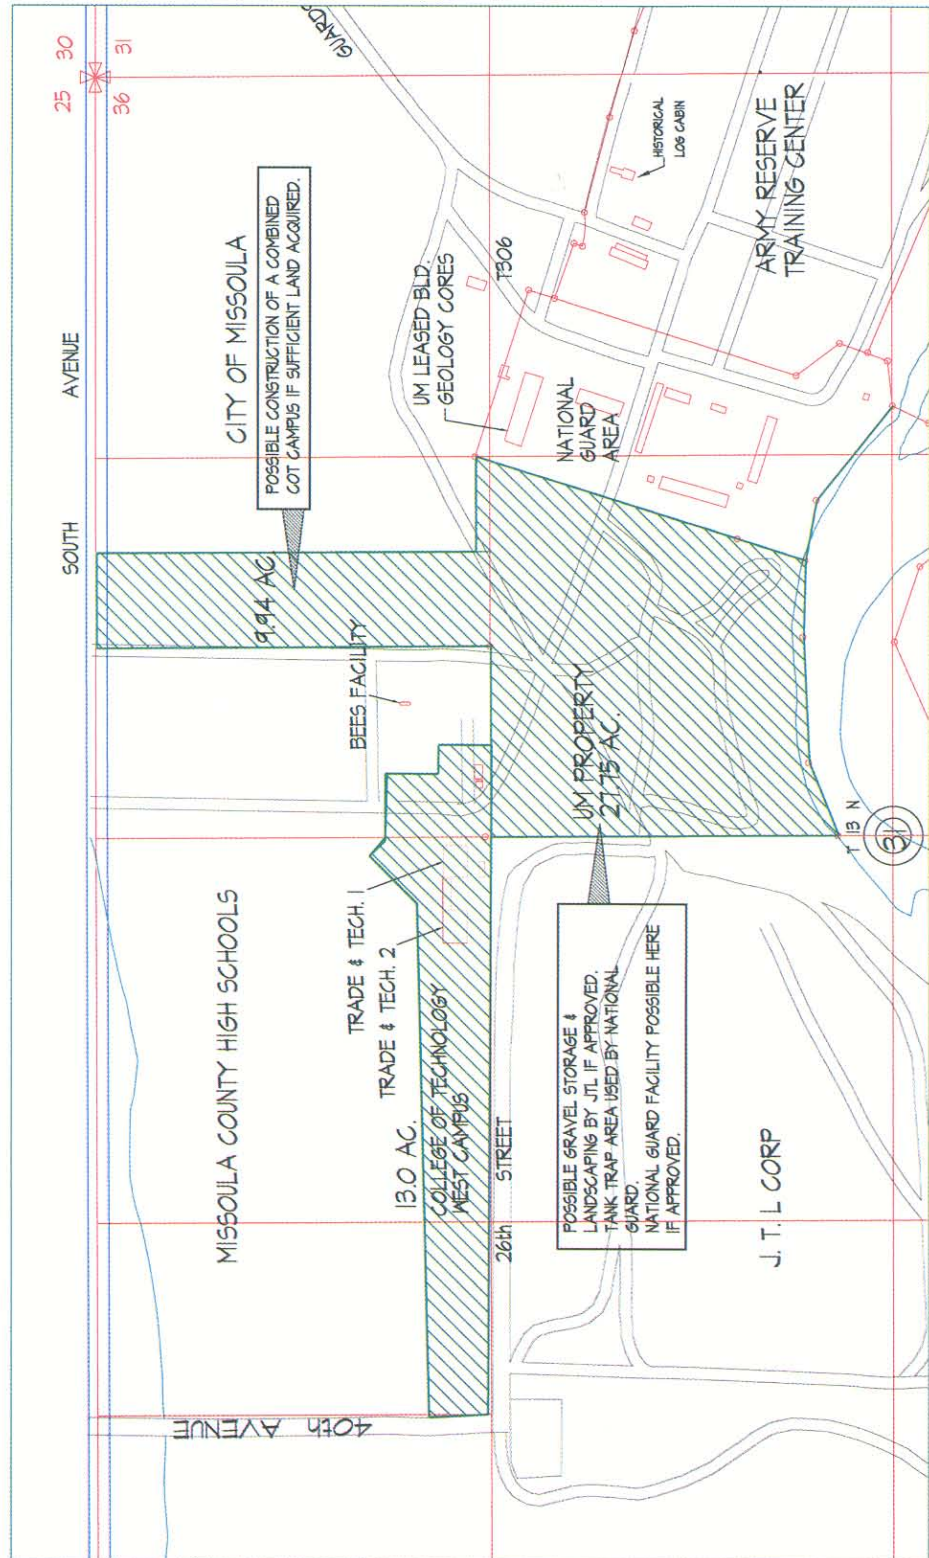 25 30
36 31
SOUTH AVENUE
GUARDS
CITY OF MISSOULA
POSSIBLE CONSTRUCTION OF A COMBINED
COT CAMPUS IF SUFFICIENT LAND ACQUIRED.
9.94 AC.
BEES FACILITY
UM LEASED BLD.
GEOLOGY CORES
T306
HISTORICAL
LOG CABIN
NATIONAL
GUARD
AREA
ARMY RESERVE
TRAINING CENTER
MISSOULA COUNTY HIGH SCHOOLS
TRADE & TECH. 1
TRADE & TECH. 2
13.0 AC.
COLLEGE OF TECHNOLOGY
WEST CAMPUS
UM PROPERTY
27.75 AC.
40th AVENUE
26th STREET
POSSIBLE GRAVEL STORAGE &
LANDSCAPING BY JTL IF APPROVED.
TANK TRAP AREA USED BY NATIONAL
GUARD.
NATIONAL GUARD FACILITY POSSIBLE HERE
IF APPROVED.
J. T. L CORP
T 13 N
31